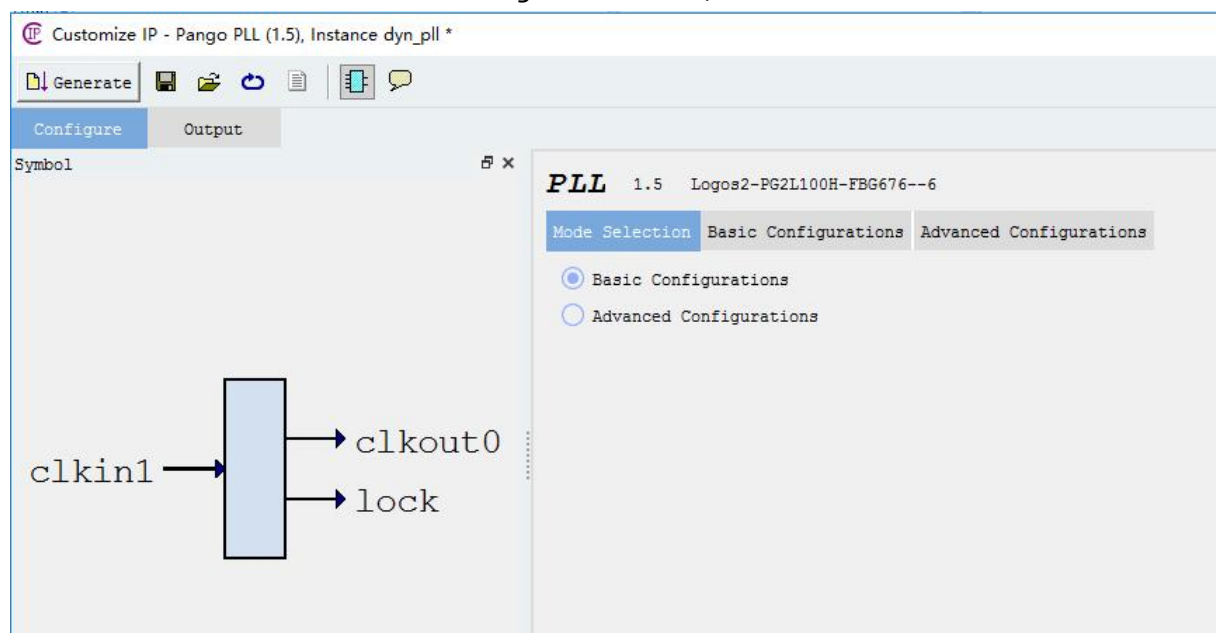 Customize IP - Pango PLL (1.5), Instance dyn_pll *
Generate
Configure Output
Symbol
PLL 1.5 Logos2-PG2L100H-FBG676--6
Mode Selection Basic Configurations Advanced Configurations
Basic Configurations
Advanced Configurations
clkin1
clkout0
lock